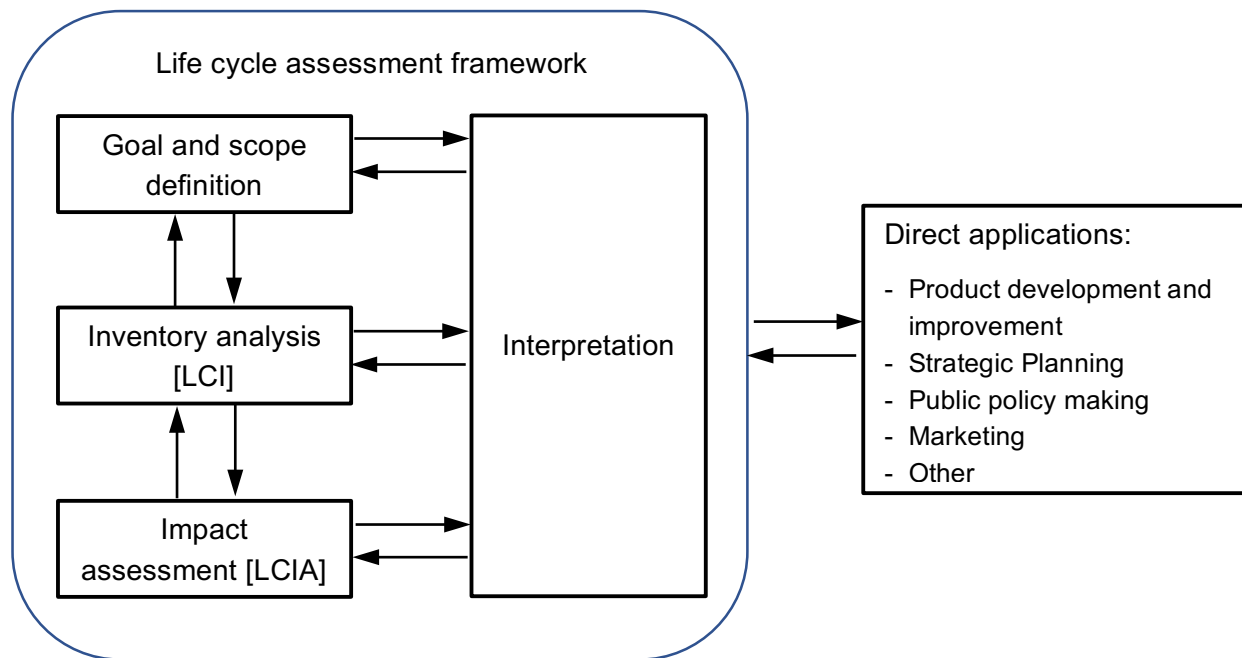 Life cycle assessment framework
Goal and scope
definition
Inventory analysis
[LCI]
Impact
assessment [LCIA]
Interpretation
Direct applications:
- Product development and
improvement
- Strategic Planning
- Public policy making
- Marketing
- Other